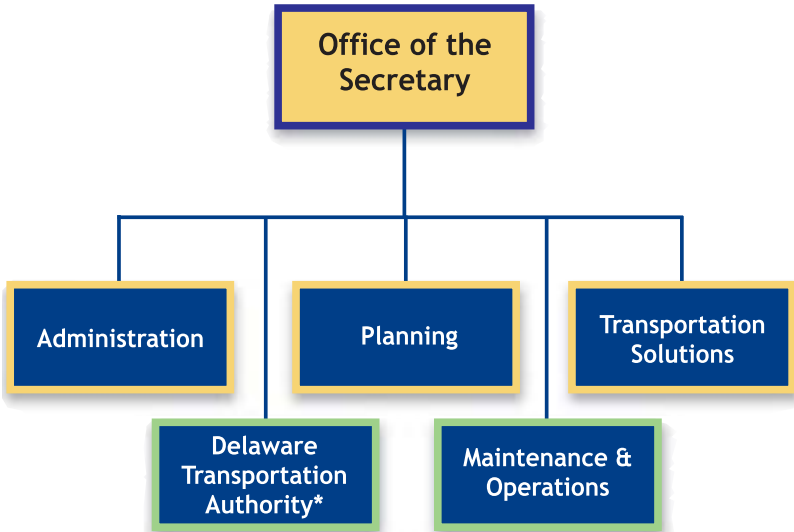 Office of the
Secretary
Administration
Planning
Transportation
Solutions
Delaware
Transportation
Authority*
Maintenance &
Operations